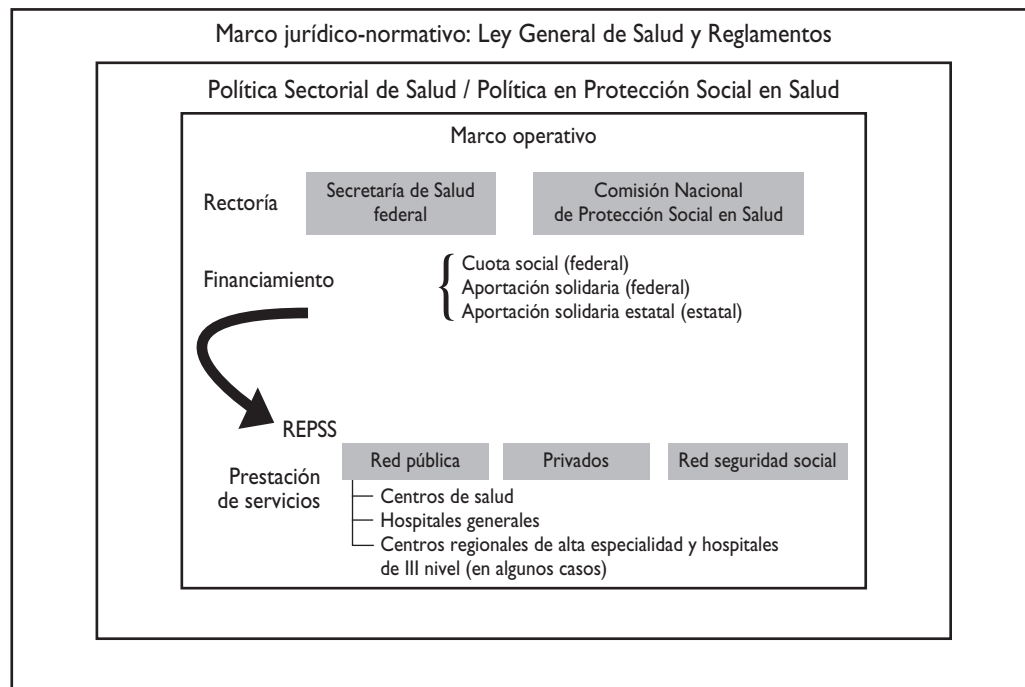 Marco jurídico-normativo: Ley General de Salud y Reglamentos
Política Sectorial de Salud / Política en Protección Social en Salud
Marco operativo
Rectoría
Secretaría de Salud
federal
Comisión Nacional
de Protección Social en Salud
Financiamiento
Cuota social (federal)
Aportación solidaria (federal)
Aportación solidaria estatal (estatal)
REPSS
Prestación
de servicios
Red pública
Privados
Red seguridad social
Centros de salud
Hospitales generales
Centros regionales de alta especialidad y hospitales
de III nivel (en algunos casos)